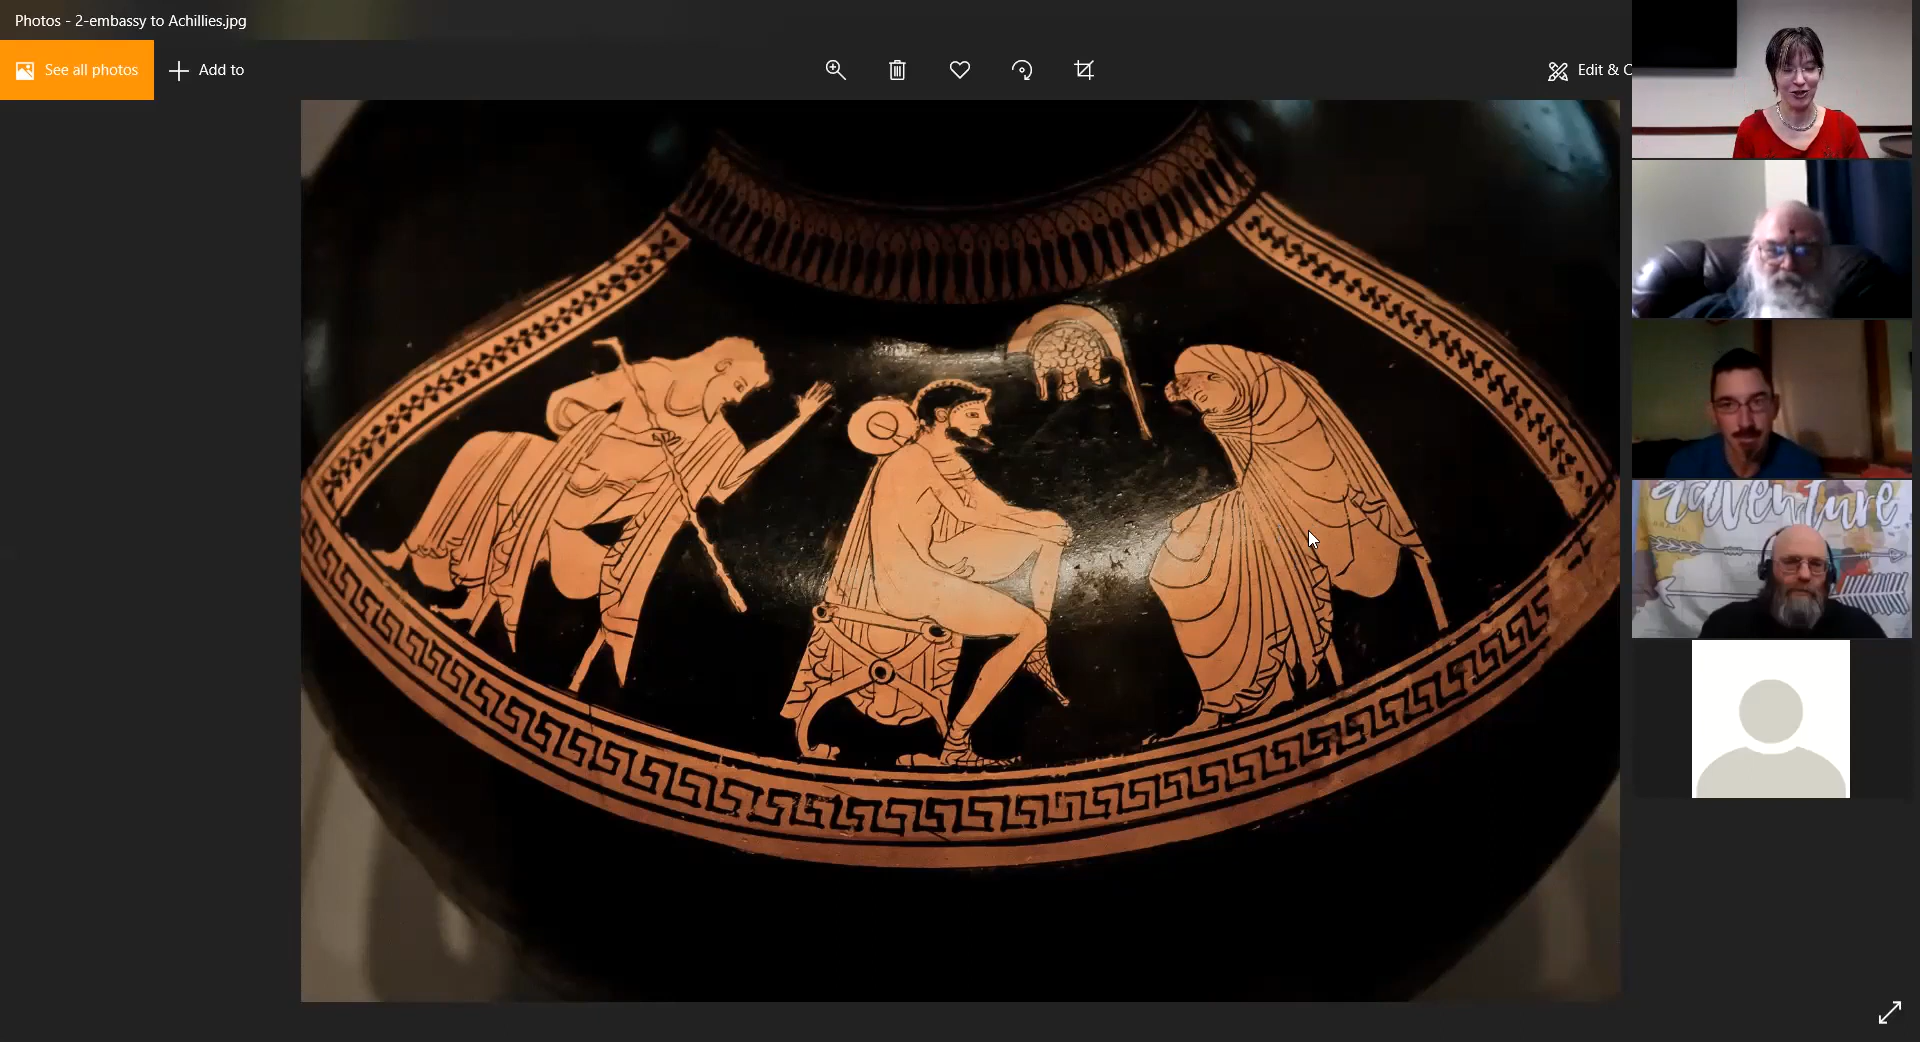 Photos - 2-embassy to Achillies.jpg
See all photos
Add to
Edit & C
adventure